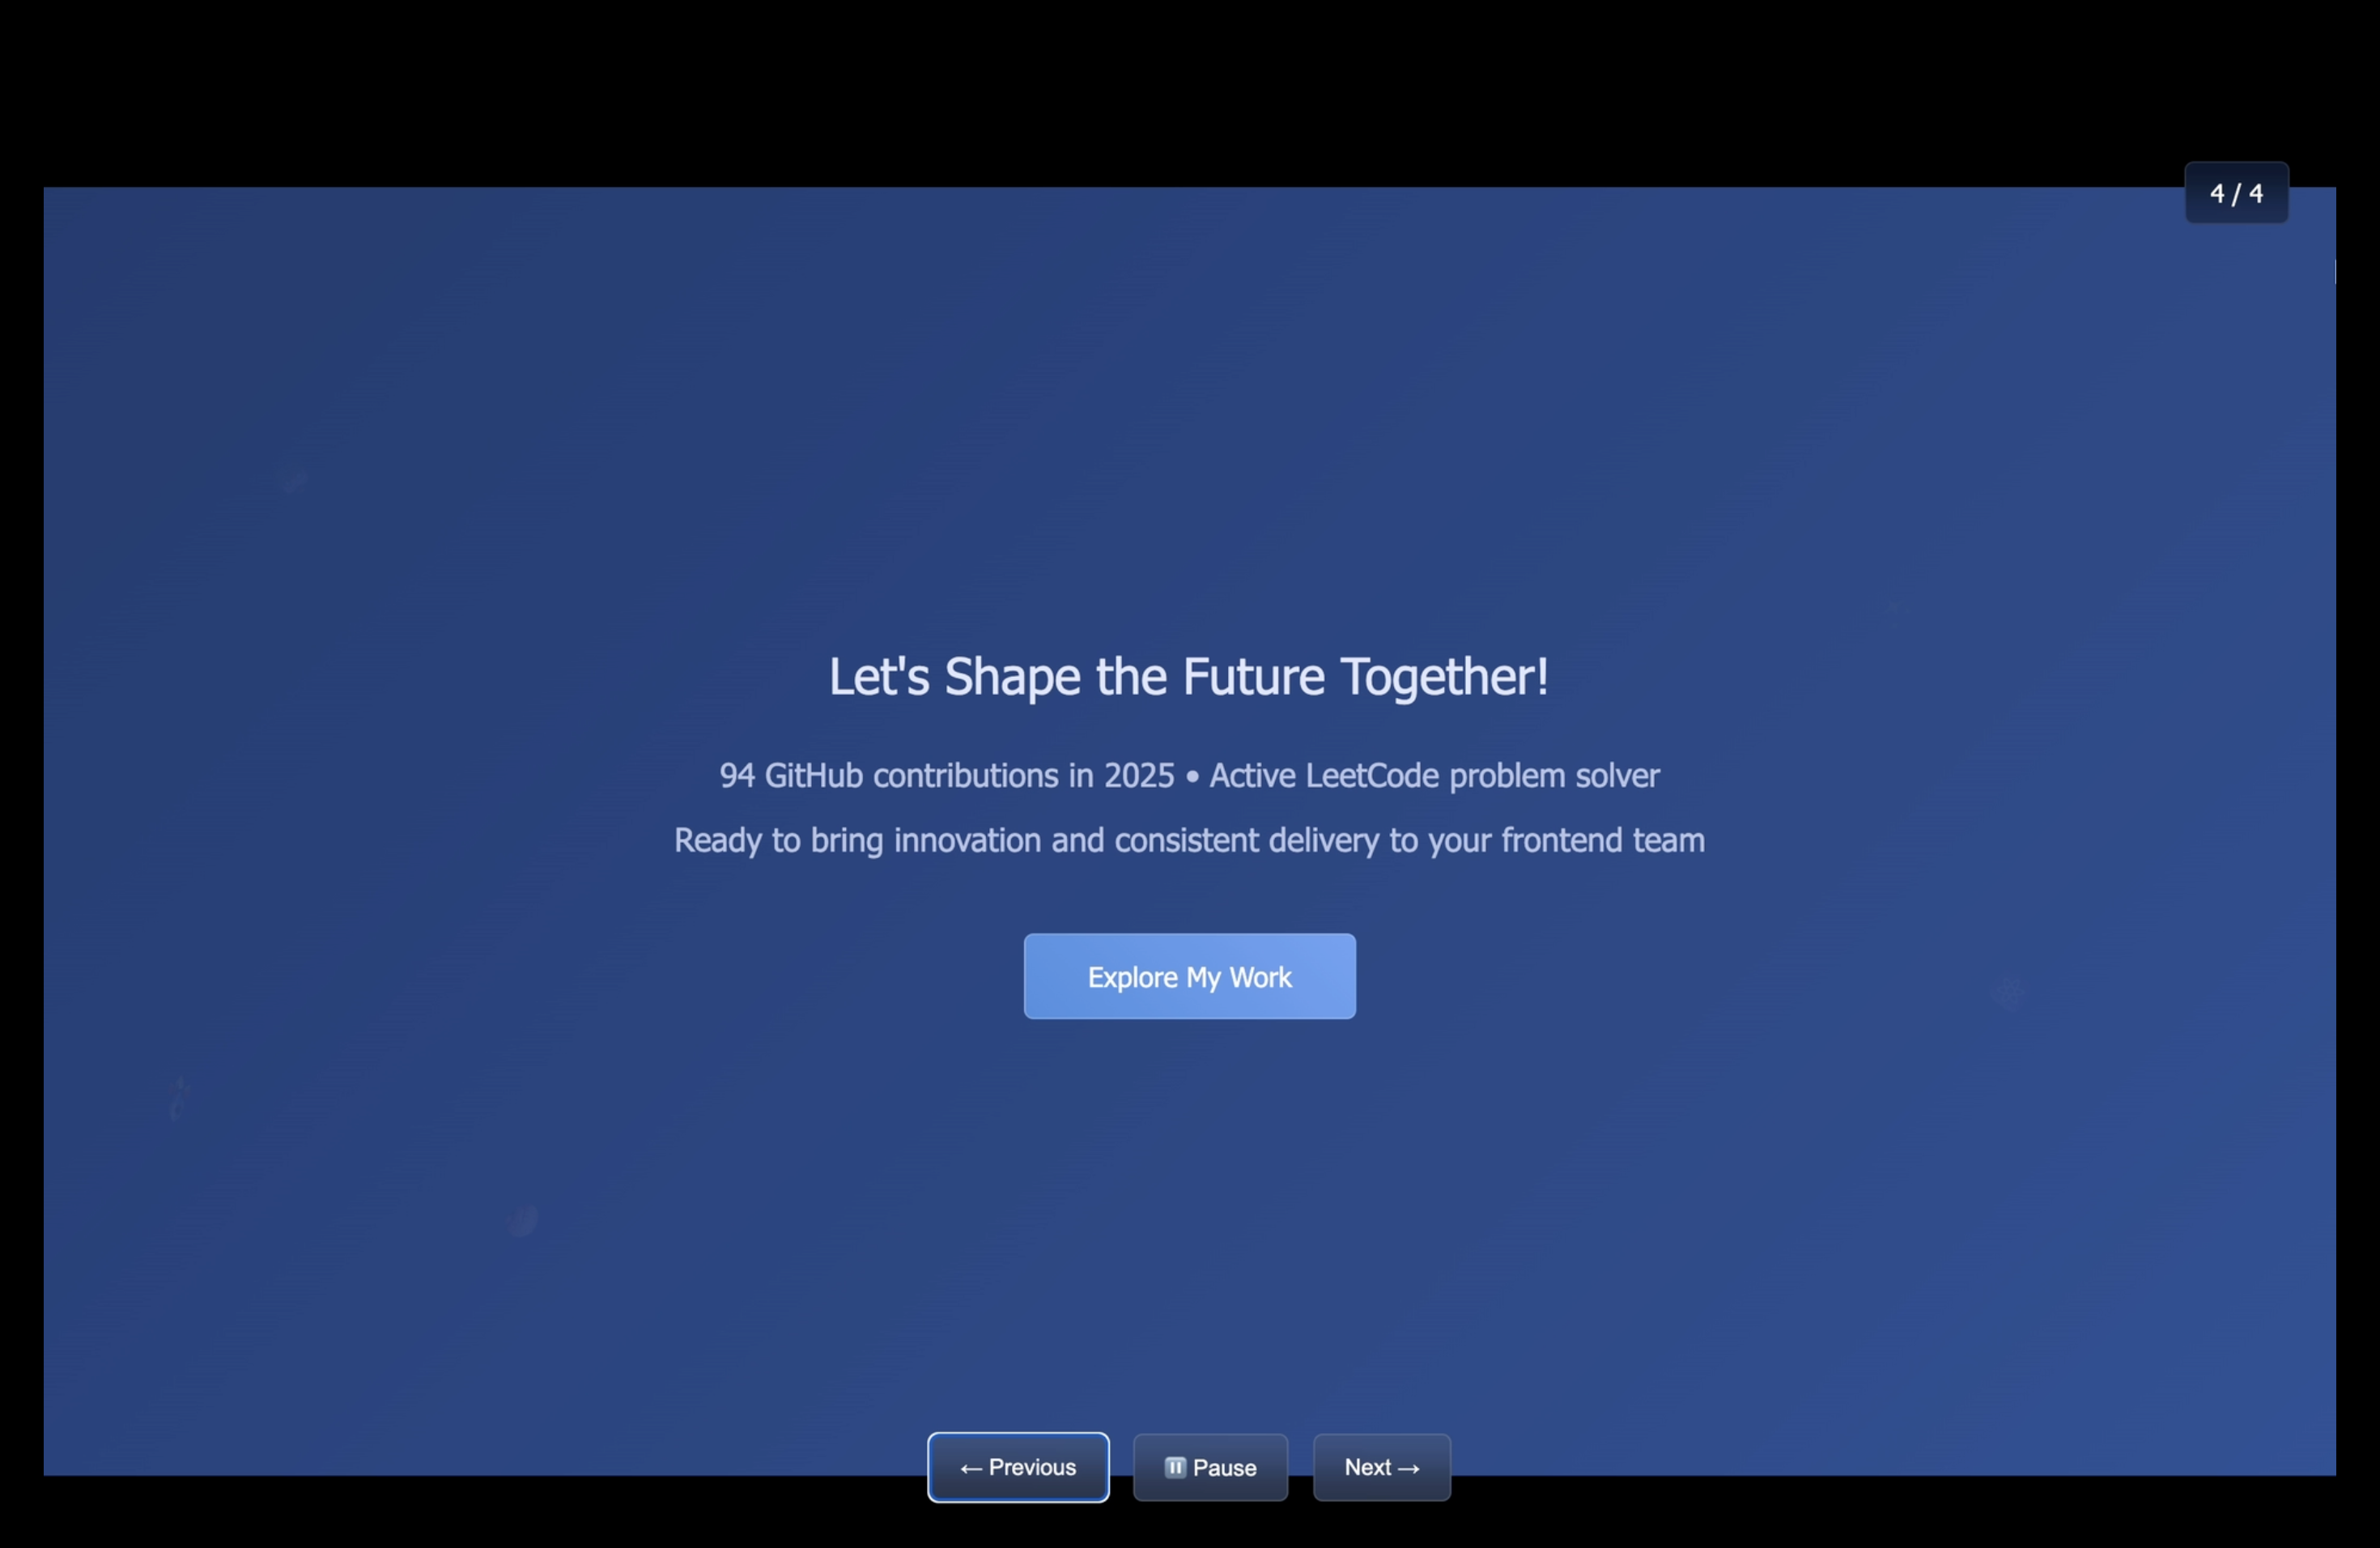 4 / 4
Let's Shape the Future Together!
94 GitHub contributions in 2025 • Active LeetCode problem solver
Ready to bring innovation and consistent delivery to your frontend team
Explore My Work
← Previous
⏸️ Pause
Next →